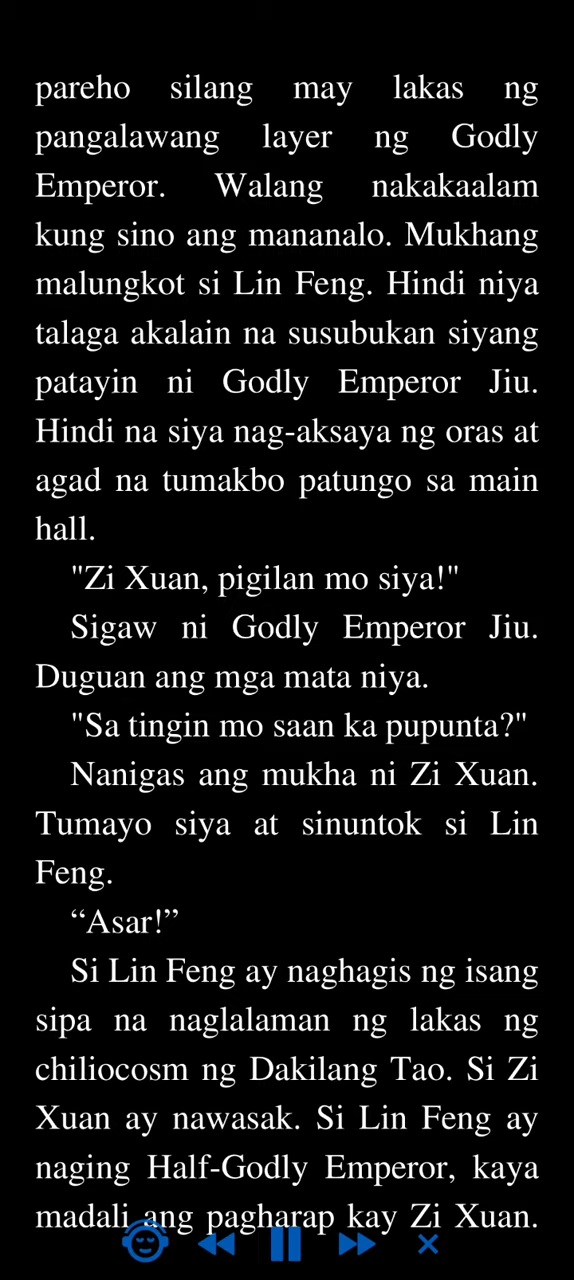 pareho silang may lakas ng
pangalawang layer ng Godly
Emperor. Walang nakakaalam
kung sino ang mananalo. Mukhang
malungkot si Lin Feng. Hindi niya
talaga akalain na susubukan siyang
patayin ni Godly Emperor Jiu.
Hindi na siya nag-aksaya ng oras at
agad na tumakbo patungo sa main
hall.
"Zi Xuan, pigilan mo siya!"
Sigaw ni Godly Emperor Jiu.
Duguan ang mga mata niya.
"Sa tingin mo saan ka pupunta?"
Nanigas ang mukha ni Zi Xuan.
Tumayo siya at sinuntok si Lin
Feng.
“Asar!”
Si Lin Feng ay naghagis ng isang
sipa na naglalaman ng lakas ng
chiliocosm ng Dakilang Tao. Si Zi
Xuan ay nawasak. Si Lin Feng ay
naging Half-Godly Emperor, kaya
madali ang pagharap kay Zi Xuan.